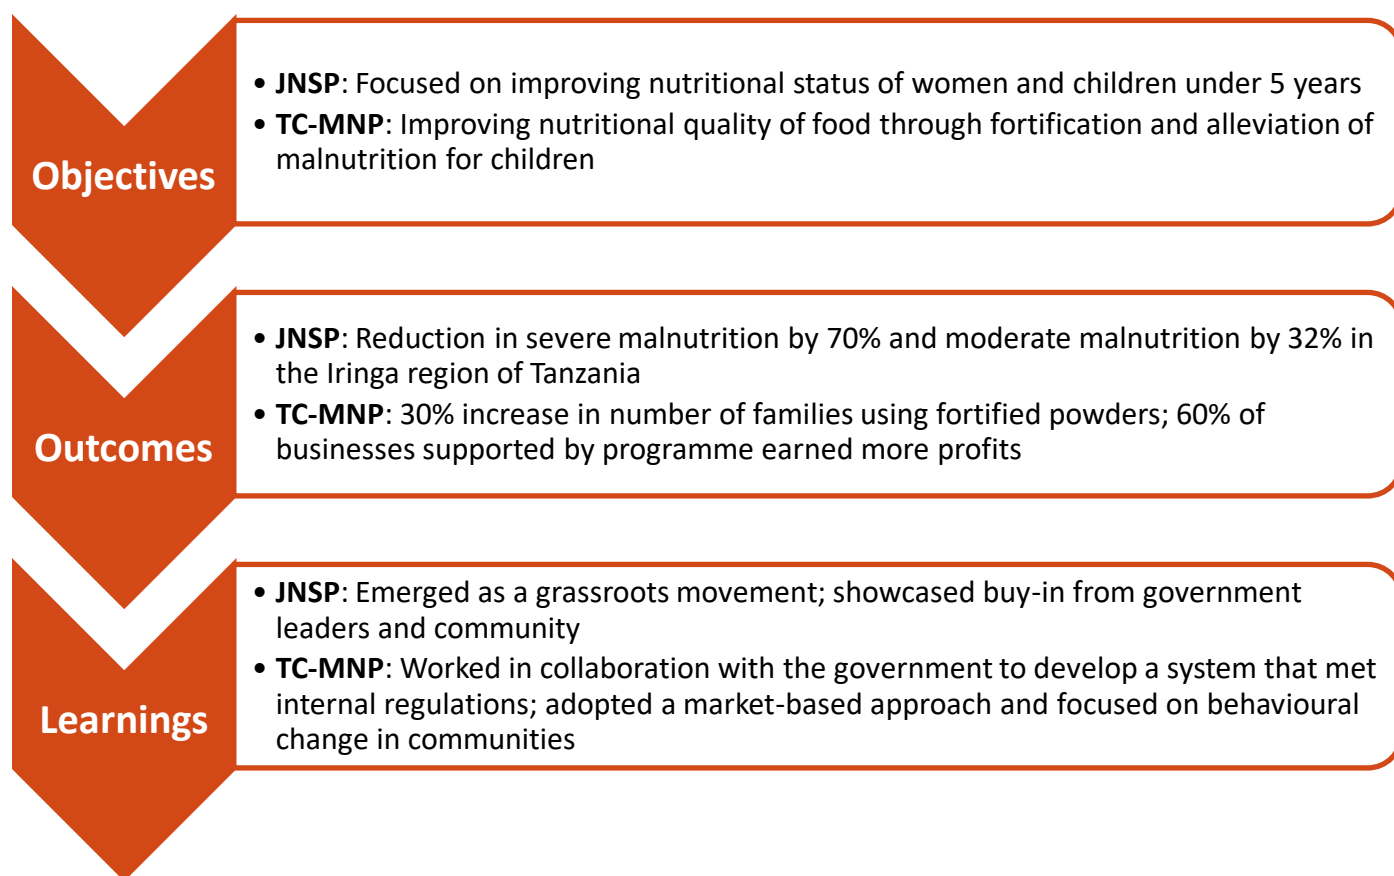 Objectives
• JNSP: Focused on improving nutritional status of women and children under 5 years
• TC-MNP: Improving nutritional quality of food through fortification and alleviation of
malnutrition for children
Outcomes
• JNSP: Reduction in severe malnutrition by 70% and moderate malnutrition by 32% in
the Iringa region of Tanzania
• TC-MNP: 30% increase in number of families using fortified powders; 60% of
businesses supported by programme earned more profits
Learnings
• JNSP: Emerged as a grassroots movement; showcased buy-in from government
leaders and community
• TC-MNP: Worked in collaboration with the government to develop a system that met
internal regulations; adopted a market-based approach and focused on behavioural
change in communities